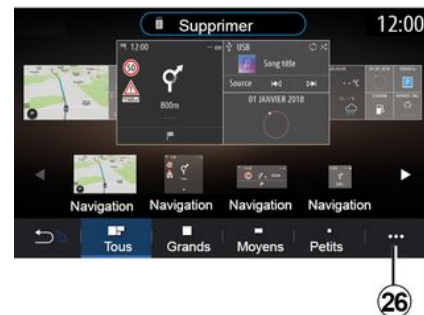 Supprimer
12:00
12:00
50
800m
---
USB
Song title
Source
01 JANVIER 2018
-- °C
P
Navigation Navigation Navigation Navigation
Tous Grands Moyens Petits
26